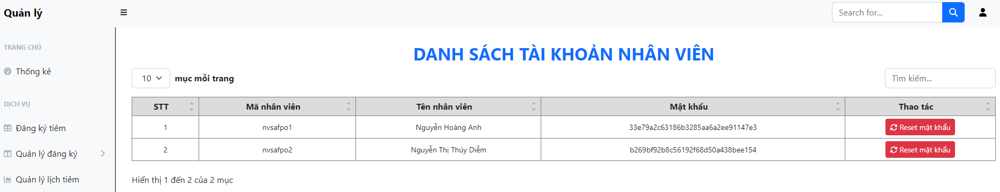 Quản lý
Search for...
TRANG CHỦ
Thống kê
DỊCH VỤ
Đăng ký tiêm
Quản lý đăng ký
Quản lý lịch tiêm
DANH SÁCH TÀI KHOẢN NHÂN VIÊN
10 mục mỗi trang
Tìm kiếm...
STT Mã nhân viên Tên nhân viên Mật khẩu Thao tác
1 nvsafpo1 Nguyễn Hoàng Anh 33e79a2c63186b3285aa6a2ee91147e3 Reset mật khẩu
2 nvsafpo2 Nguyễn Thị Thúy Diễm b269bf92b8c56192f68d50a438bee154 Reset mật khẩu
Hiển thị 1 đến 2 của 2 mục